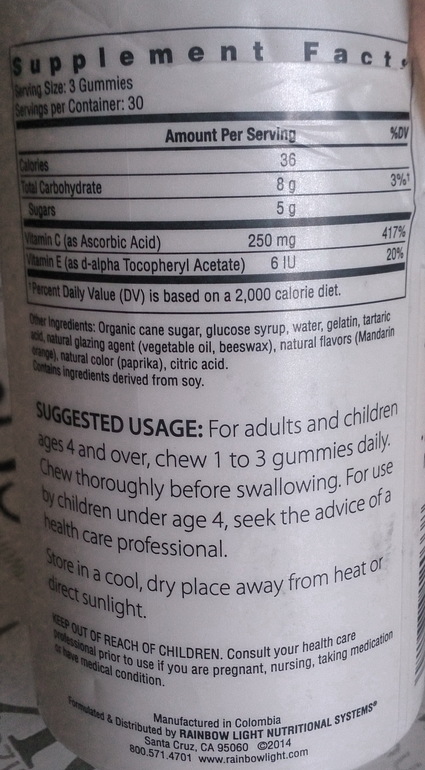 Supplement Facts
Serving Size: 3 Gummies
Servings per Container: 30
Amount Per Serving %DV
Calories 36
Total Carbohydrate 8 g 3%†
Sugars 5 g
Vitamin C (as Ascorbic Acid) 250 mg 417%
Vitamin E (as d-alpha Tocopheryl Acetate) 6 IU 20%
†Percent Daily Value (DV) is based on a 2,000 calorie diet.
Other Ingredients: Organic cane sugar, glucose syrup, water, gelatin, tartaric
acid, natural glazing agent (vegetable oil, beeswax), natural flavors (Mandarin
orange), natural color (paprika), citric acid.
Contains ingredients derived from soy.
SUGGESTED USAGE: For adults and children
ages 4 and over, chew 1 to 3 gummies daily.
Chew thoroughly before swallowing. For use
by children under age 4, seek the advice of a
health care professional.
Store in a cool, dry place away from heat or
direct sunlight.
KEEP OUT OF REACH OF CHILDREN. Consult your health care
professional prior to use if you are pregnant, nursing, taking medication
or have medical condition.
Manufactured in Colombia
Formulated & Distributed by RAINBOW LIGHT NUTRITIONAL SYSTEMS®
Santa Cruz, CA 95060 ©2014
800.571.4701 www.rainbowlight.com